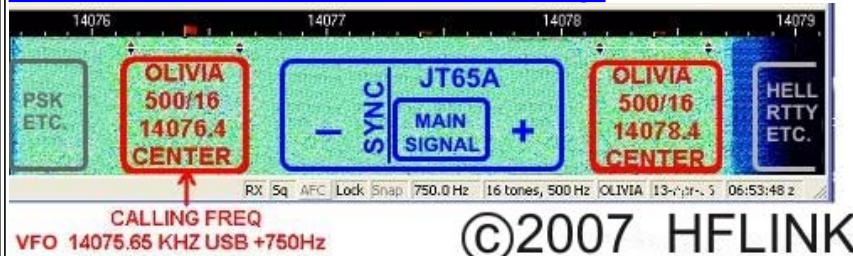 14076 14077 14078 14079
PSK
ETC.
OLIVIA
500/16
14076.4
CENTER
JT65A
SYNC
MAIN
SIGNAL
– +
OLIVIA
500/16
14078.4
CENTER
HELL
RTTY
ETC.
RX Sq AFC Lock Snap 750.0 Hz 16 tones, 500 Hz OLIVIA 06:53:48 z
CALLING FREQ
VFO 14075.65 KHZ USB +750Hz
©2007 HFLINK